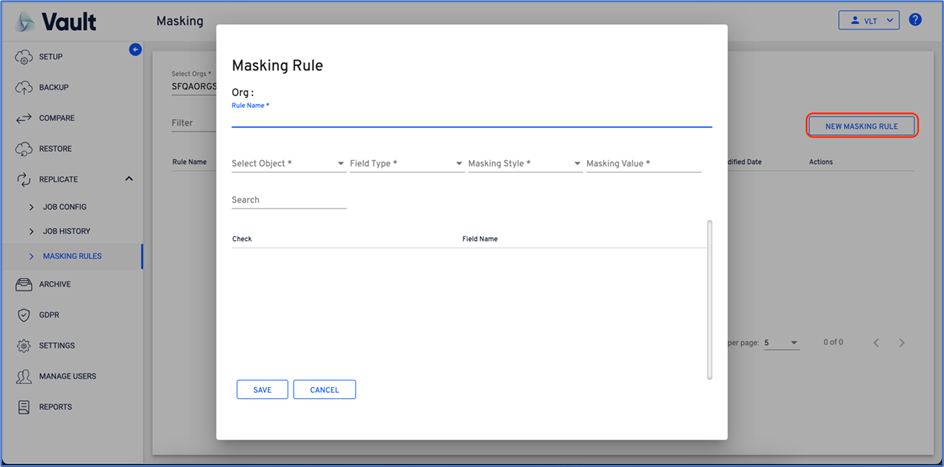 Vault
Masking
VLT
?
SETUP
BACKUP
COMPARE
RESTORE
REPLICATE
JOB CONFIG
JOB HISTORY
MASKING RULES
ARCHIVE
GDPR
SETTINGS
MANAGE USERS
REPORTS
Select Orgs *
SFQAORGS
Filter
NEW MASKING RULE
Rule Name
dified Date
Actions
per page: 5
0 of 0
Masking Rule
Org :
Rule Name *
Select Object * Field Type * Masking Style * Masking Value *
Search
Check Field Name
SAVE CANCEL